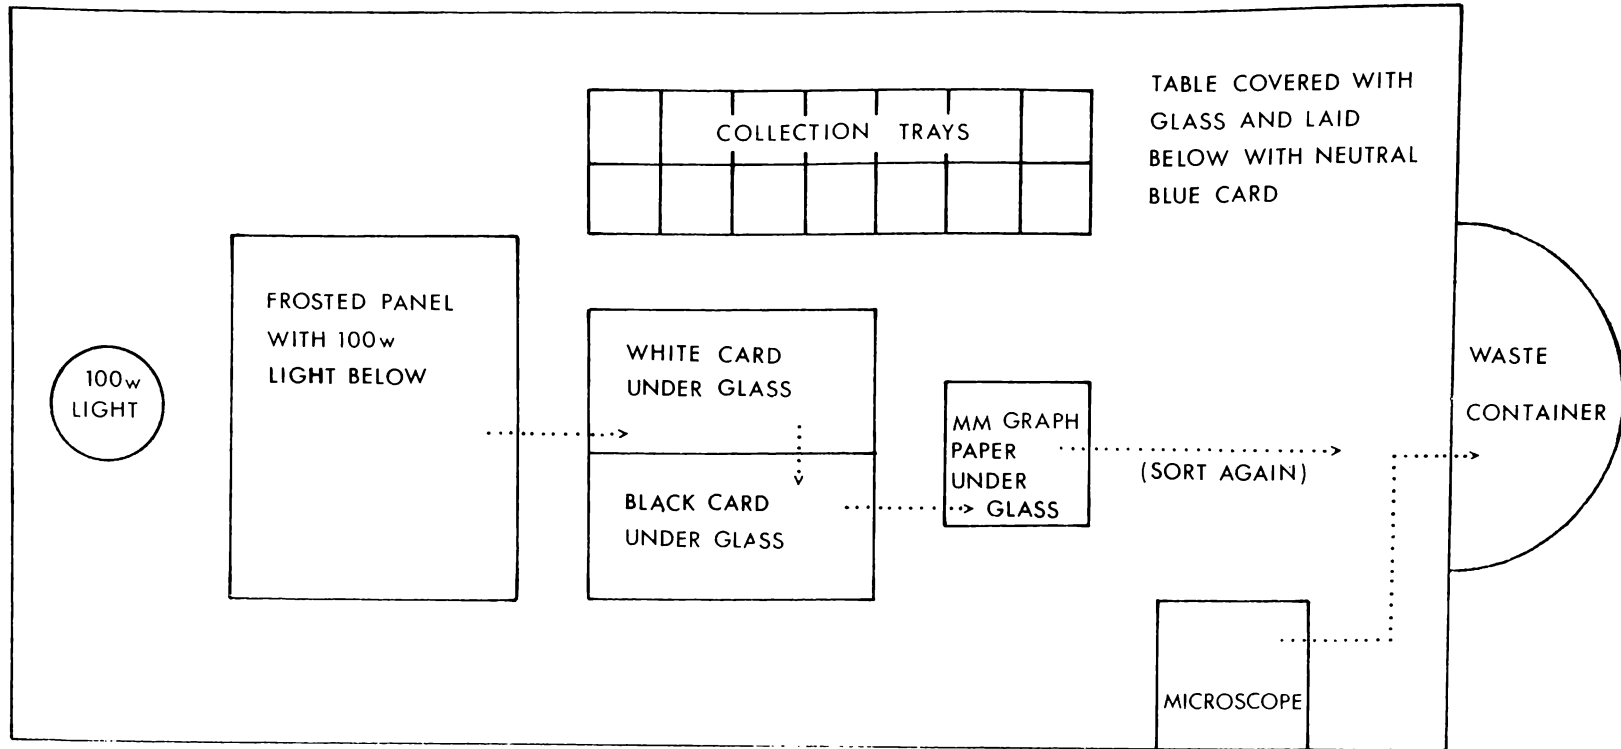 TABLE COVERED WITH
GLASS AND LAID
BELOW WITH NEUTRAL
BLUE CARD
COLLECTION TRAYS
100w
LIGHT
FROSTED PANEL
WITH 100w
LIGHT BELOW
WHITE CARD
UNDER GLASS
BLACK CARD
UNDER GLASS
MM GRAPH
PAPER
UNDER
GLASS
(SORT AGAIN)
WASTE
CONTAINER
MICROSCOPE